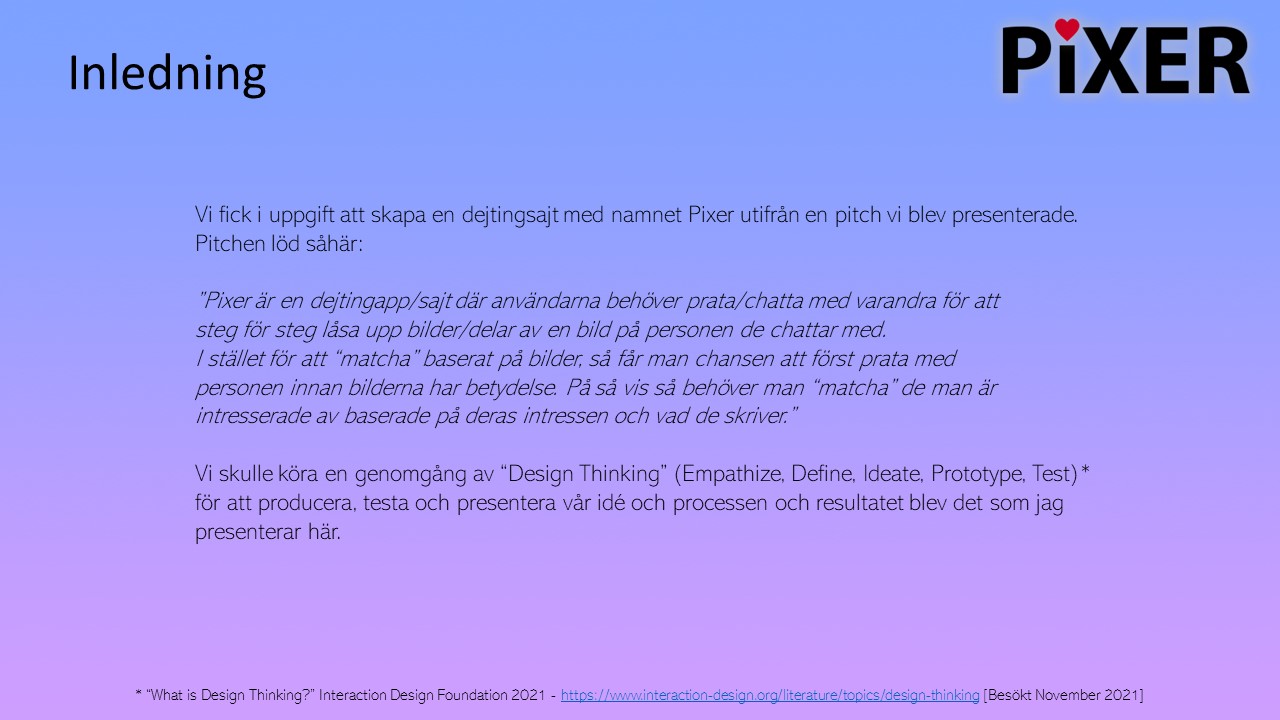 Inledning
PiXER
Vi fick i uppgift att skapa en dejtingsajt med namnet Pixer utifrån en pitch vi blev presenterade.
Pitchen löd såhär:
”Pixer är en dejtingapp/sajt där användarna behöver prata/chatta med varandra för att
steg för steg låsa upp bilder/delar av en bild på personen de chattar med.
I stället för att “matcha” baserat på bilder, så får man chansen att först prata med
personen innan bilderna har betydelse. På så vis så behöver man “matcha” de man är
intresserade av baserade på deras intressen och vad de skriver.”
Vi skulle köra en genomgång av “Design Thinking” (Empathize, Define, Ideate, Prototype, Test)*
för att producera, testa och presentera vår idé och processen och resultatet blev det som jag
presenterar här.
* “What is Design Thinking?” Interaction Design Foundation 2021 - https://www.interaction-design.org/literature/topics/design-thinking [Besökt November 2021]